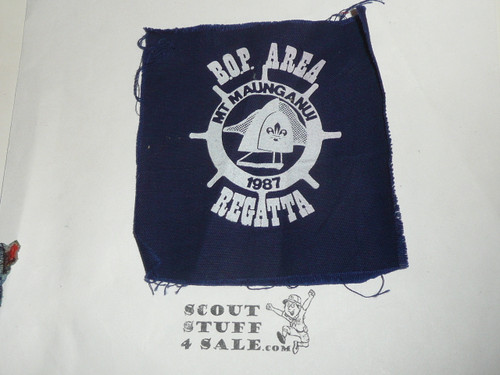 B.O.P. AREA
MT MAUNGANUI
1987
REGATTA
SCOUT
STUFF
4 SALE.COM